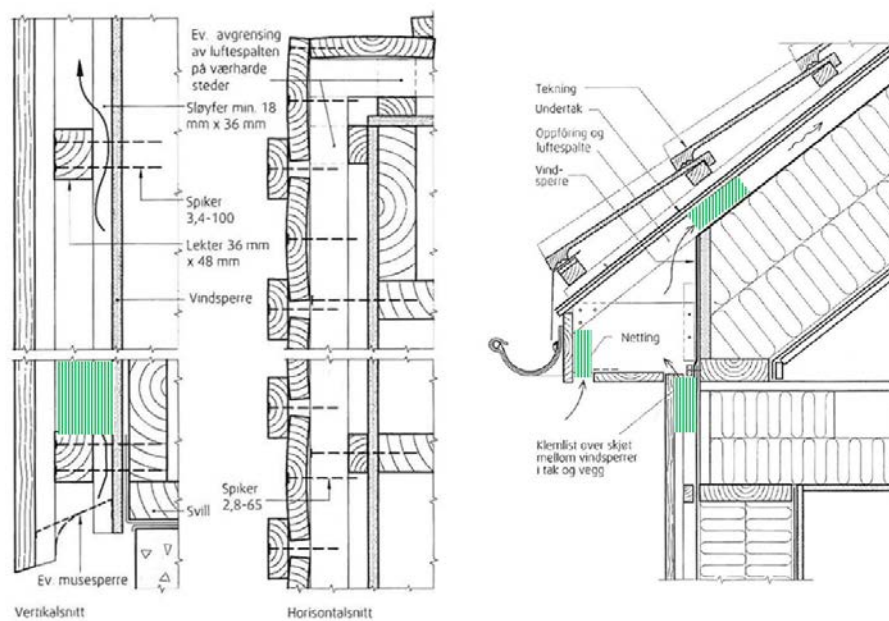 Ev. avgrensing
av luftespalten
på værharde
steder
Sløyfer min. 18
mm x 36 mm
Spiker
3,4-100
Lekter 36 mm
x 48 mm
Vindsperre
Svill
Ev. musesperre
Vertikalsnitt
Spiker
2,8-65
Horisontalsnitt
Tekning
Undertak
Oppfôring og
luftespalte
Vind-
sperre
Netting
Klemlist over skjøt
mellom vindsperrer
i tak og vegg